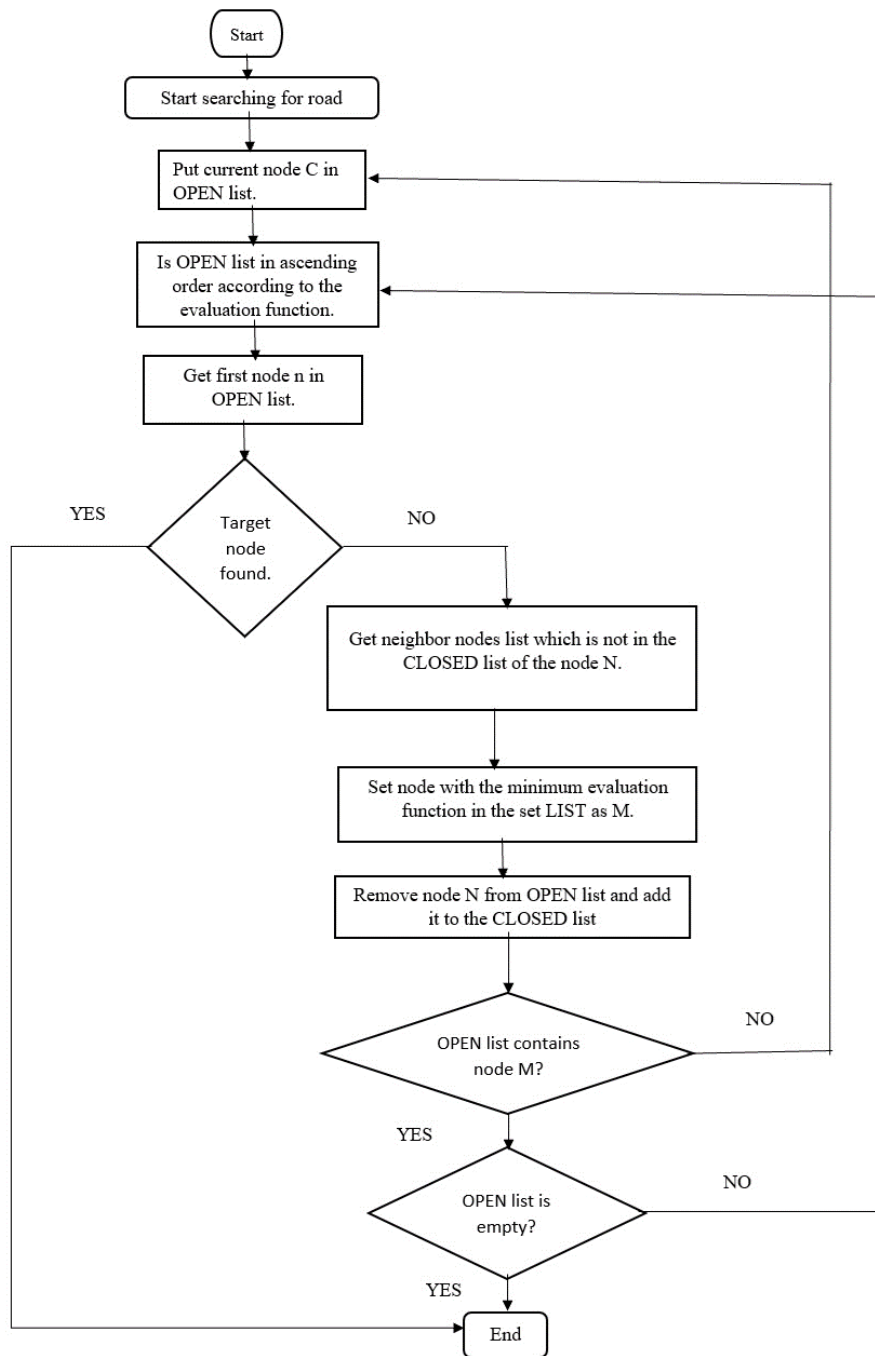 Start
Start searching for road
Put current node C in
OPEN list.
Is OPEN list in ascending
order according to the
evaluation function.
Get first node n in
OPEN list.
YES
NO
Target
node
found.
Get neighbor nodes list which is not in the
CLOSED list of the node N.
Set node with the minimum evaluation
function in the set LIST as M.
Remove node N from OPEN list and add
it to the CLOSED list
NO
OPEN list contains
node M?
YES
NO
OPEN list is
empty?
YES
End